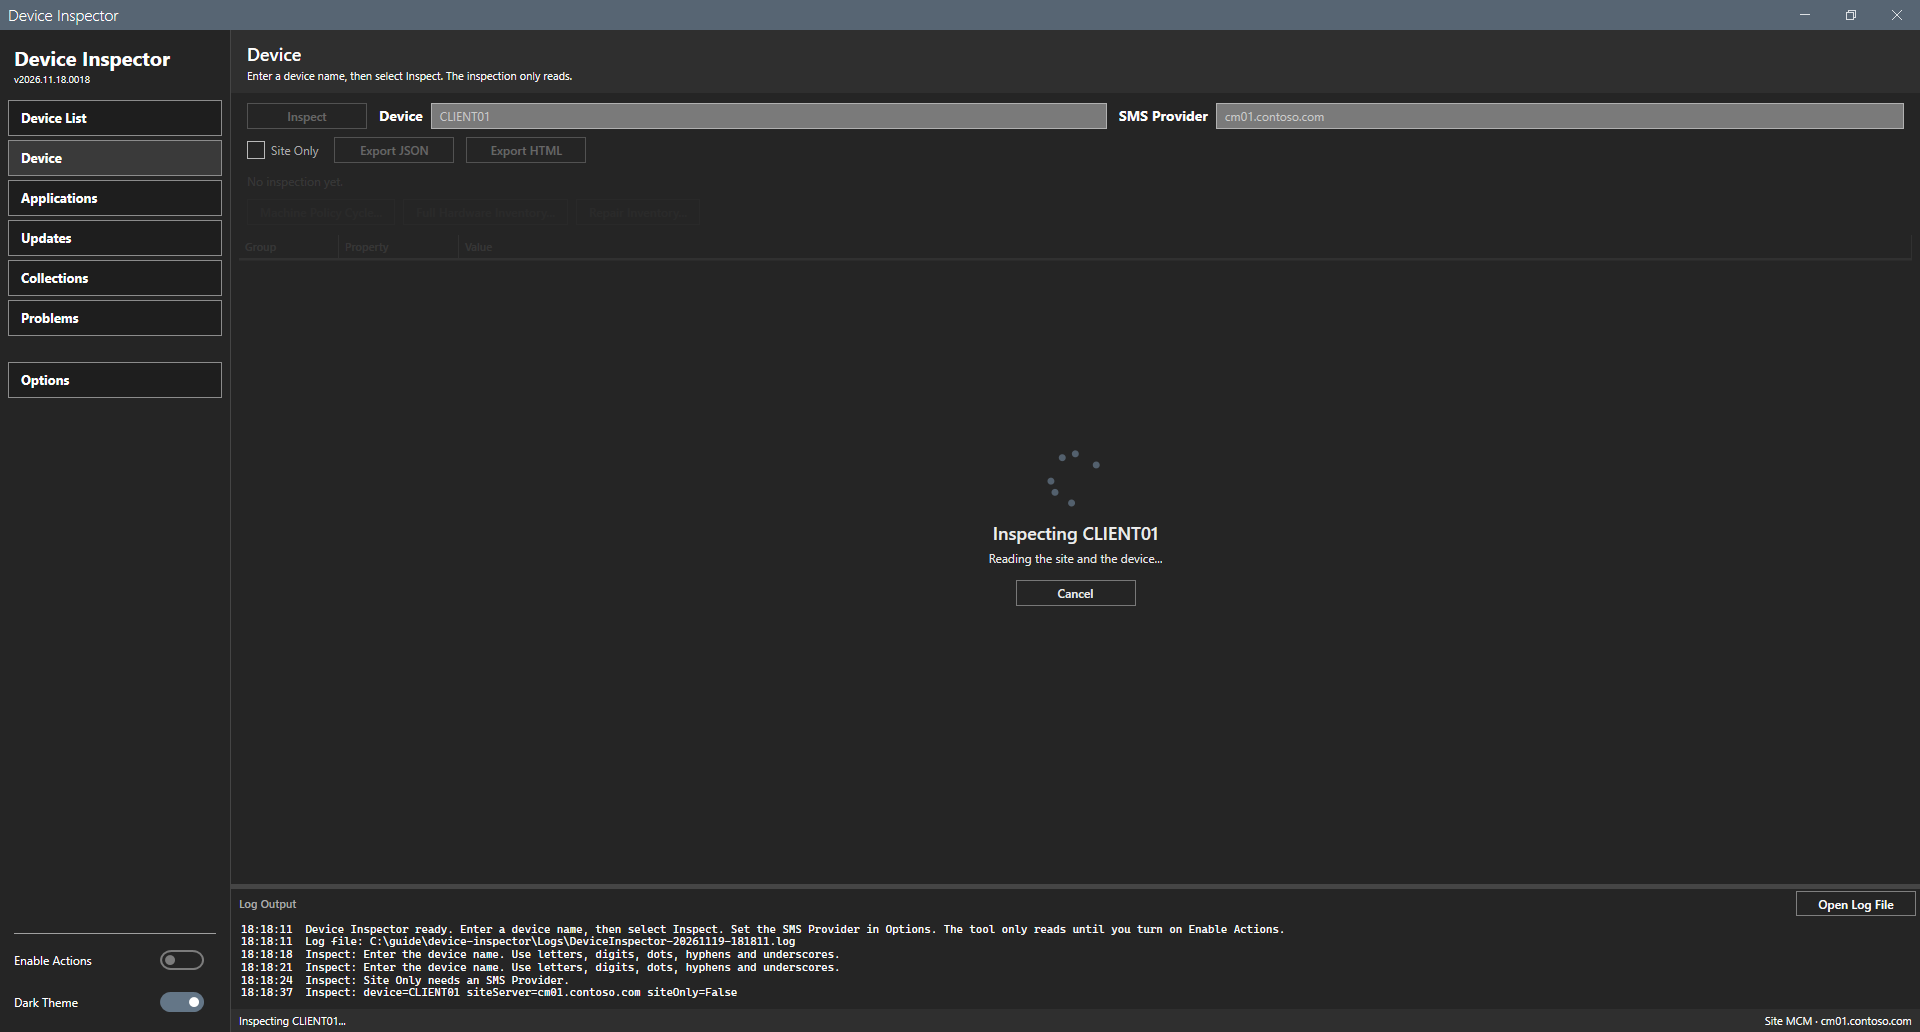 Device Inspector
Device Inspector
v2026.11.18.0018
Device List
Device
Applications
Updates
Collections
Problems
Options
Enable Actions
Dark Theme
Device
Enter a device name, then select Inspect. The inspection only reads.
Inspect Device CLIENT01 SMS Provider cm01.contoso.com
Site Only Export JSON Export HTML
No inspection yet.
Group Property Value
Inspecting CLIENT01
Reading the site and the device...
Cancel
Log Output
Open Log File
18:18:11 Device Inspector ready. Enter a device name, then select Inspect. Set the SMS Provider in Options. The tool only reads until you turn on Enable Actions.
18:18:11 Log file: C:\guide\device-inspector\Logs\DeviceInspector-20261119-181811.log
18:18:18 Inspect: Enter the device name. Use letters, digits, dots, hyphens and underscores.
18:18:21 Inspect: Enter the device name. Use letters, digits, dots, hyphens and underscores.
18:18:24 Inspect: Site Only needs an SMS Provider.
18:18:37 Inspect: device=CLIENT01 siteServer=cm01.contoso.com siteOnly=False
Inspecting CLIENT01...
Site MCM · cm01.contoso.com